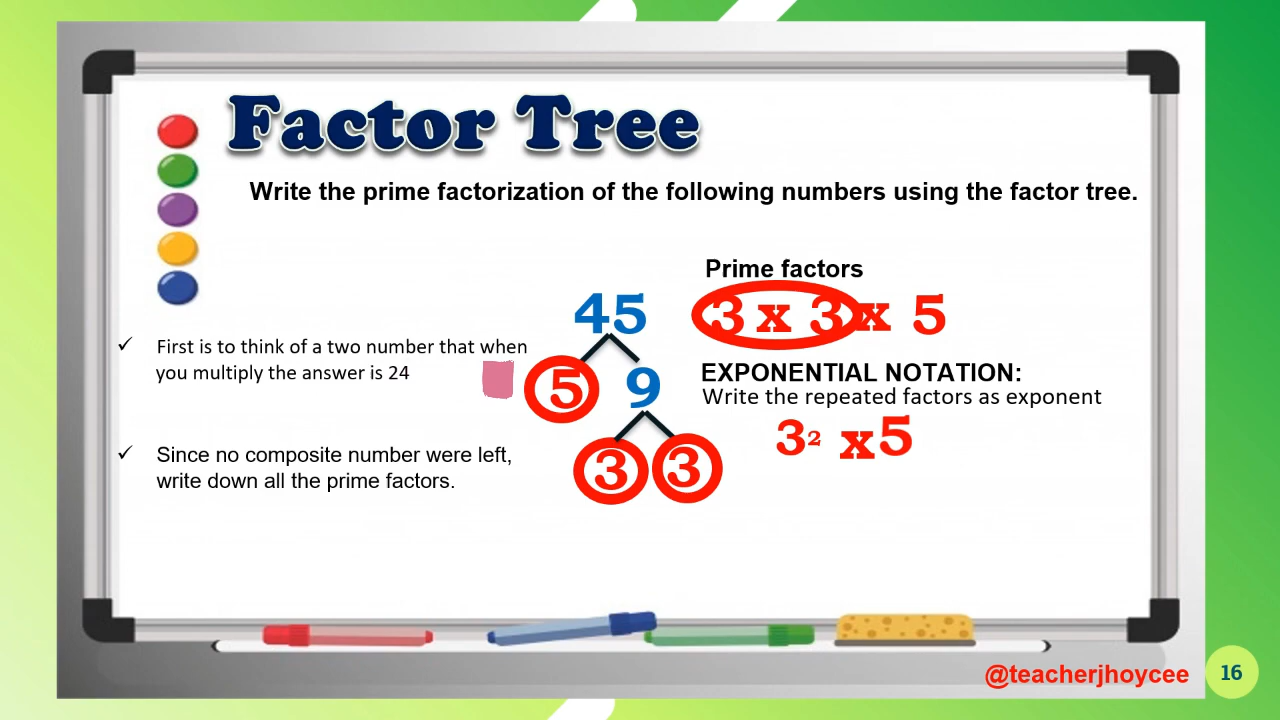 Factor Tree
Write the prime factorization of the following numbers using the factor tree.
Prime factors
45
3 x 3 x 5
✓ First is to think of a two number that when
you multiply the answer is 24
5 9
EXPONENTIAL NOTATION:
Write the repeated factors as exponent
3² x5
✓ Since no composite number were left,
write down all the prime factors.
3 3
@teacherjhoycee
16